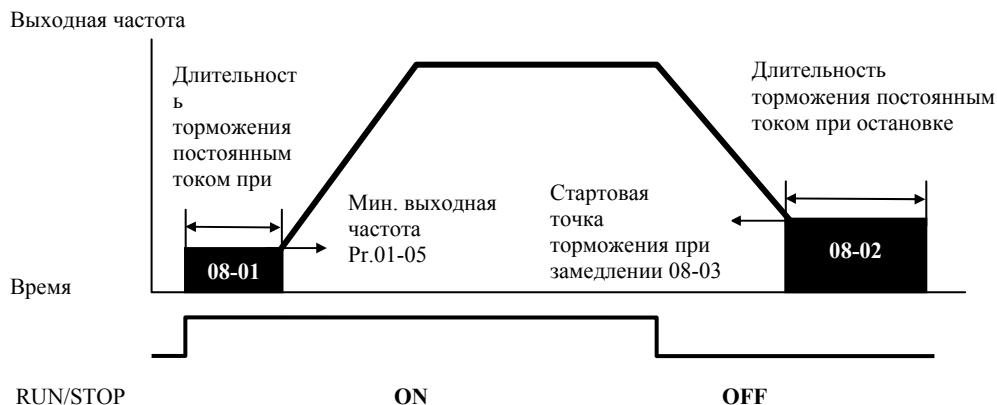 Выходная частота
Длительност
ь
торможения
постоянным
током при
Длительность
торможения постоянным
током при остановке
Мин. выходная
частота
Pr.01-05
Стартовая
точка
торможения при
замедлении 08-03
08-01
08-02
Время
RUN/STOP
ON
OFF